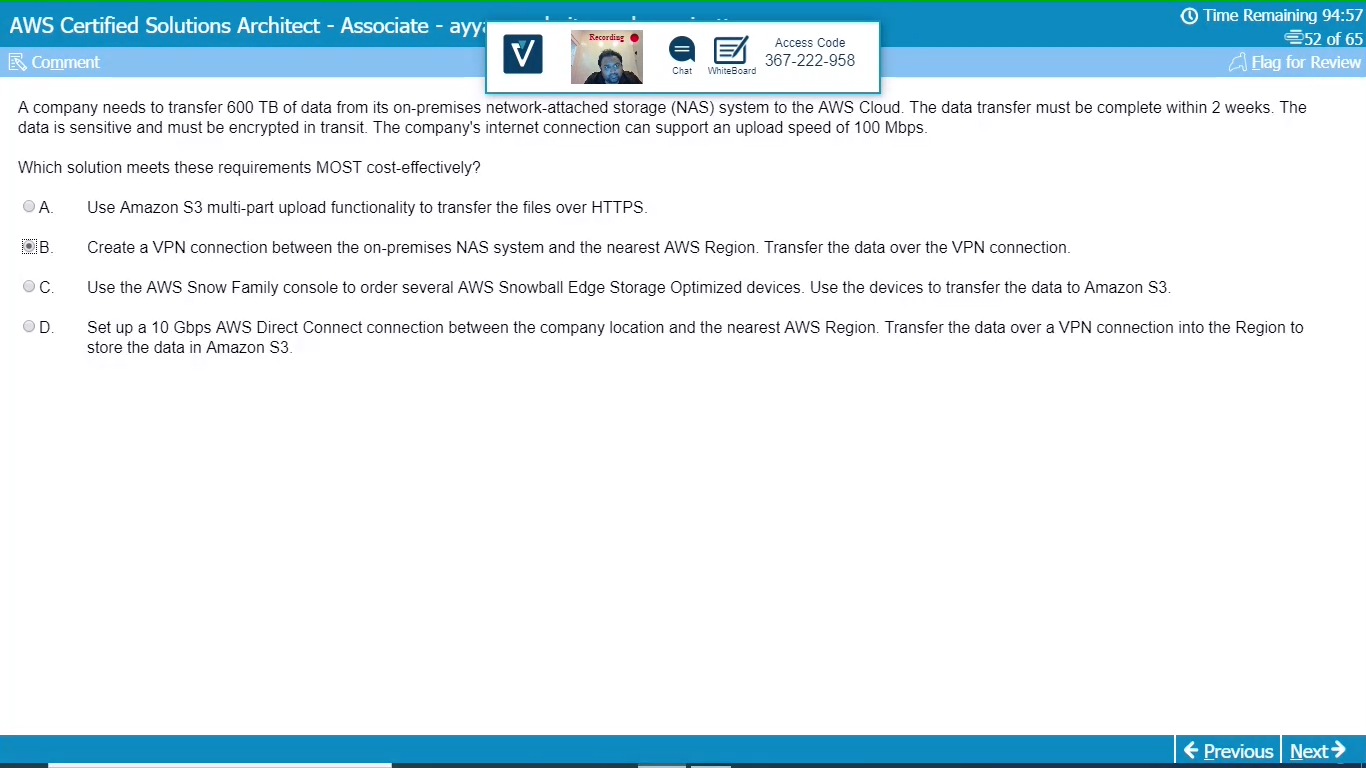 AWS Certified Solutions Architect - Associate - ayya
Time Remaining 94:57
52 of 65
Comment
Flag for Review
Recording
Chat
WhiteBoard
Access Code
367-222-958
A company needs to transfer 600 TB of data from its on-premises network-attached storage (NAS) system to the AWS Cloud. The data transfer must be complete within 2 weeks. The
data is sensitive and must be encrypted in transit. The company's internet connection can support an upload speed of 100 Mbps.
Which solution meets these requirements MOST cost-effectively?
A. Use Amazon S3 multi-part upload functionality to transfer the files over HTTPS.
B. Create a VPN connection between the on-premises NAS system and the nearest AWS Region. Transfer the data over the VPN connection.
C. Use the AWS Snow Family console to order several AWS Snowball Edge Storage Optimized devices. Use the devices to transfer the data to Amazon S3.
D. Set up a 10 Gbps AWS Direct Connect connection between the company location and the nearest AWS Region. Transfer the data over a VPN connection into the Region to
store the data in Amazon S3.
Previous
Next